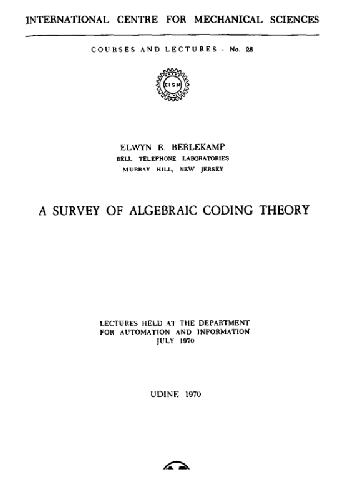 INTERNATIONAL CENTRE FOR MECHANICAL SCIENCES
COURSES AND LECTURES - No. 28
CISM
ELWYN R. BERLEKAMP
BELL TELEPHONE LABORATORIES
MURRAY HILL, NEW JERSEY
A SURVEY OF ALGEBRAIC CODING THEORY
LECTURES HELD AT THE DEPARTMENT
FOR AUTOMATION AND INFORMATION
JULY 1970
UDINE 1970